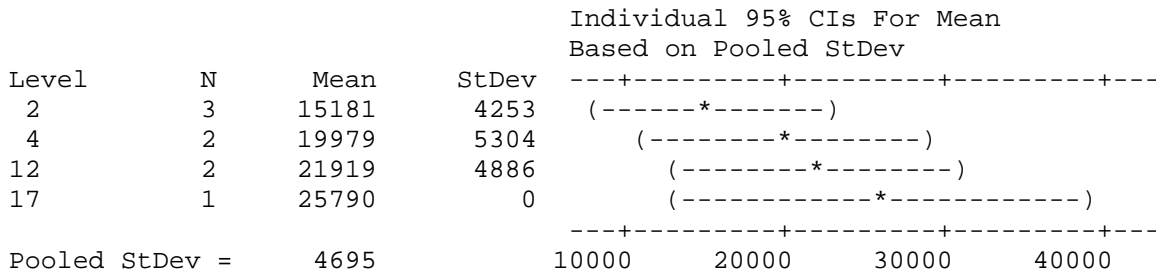 Individual 95% CIs For Mean
                                   Based on Pooled StDev
Level       N      Mean     StDev  ---+---------+---------+---------+---
 2          3     15181      4253   (------*-------)
 4          2     19979      5304      (--------*--------)
12          2     21919      4886        (--------*--------)
17          1     25790         0        (------------*------------)
                                   ---+---------+---------+---------+---
Pooled StDev =     4695           10000     20000     30000     40000